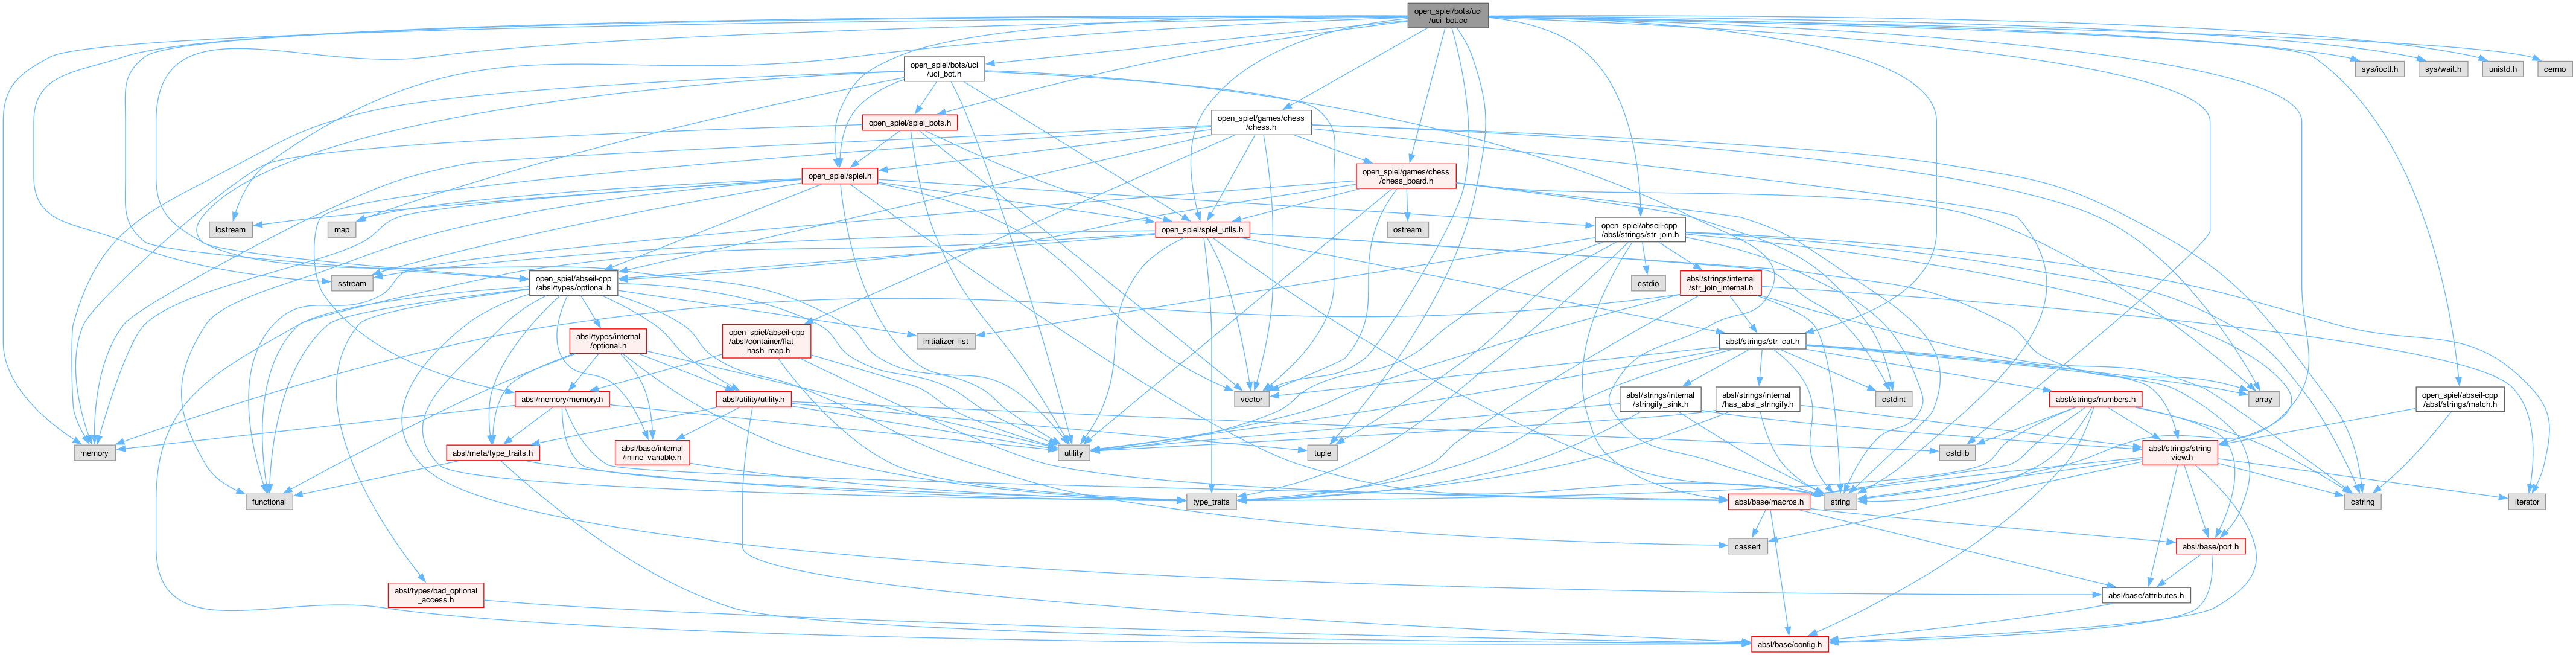 open_spiel/bots/uci
/uci_bot.cc
open_spiel/bots/uci
/uci_bot.h
sys/ioctl.h
sys/wait.h
unistd.h
cerrno
open_spiel/spiel_bots.h
open_spiel/games/chess
/chess.h
open_spiel/spiel.h
open_spiel/games/chess
/chess_board.h
iostream
map
open_spiel/spiel_utils.h
ostream
open_spiel/abseil-cpp
/absl/strings/str_join.h
sstream
open_spiel/abseil-cpp
/absl/types/optional.h
cstdio
absl/strings/internal
/str_join_internal.h
absl/types/internal
/optional.h
open_spiel/abseil-cpp
/absl/container/flat
_hash_map.h
initializer_list
absl/strings/str_cat.h
absl/memory/memory.h
absl/utility/utility.h
vector
absl/strings/internal
/stringify_sink.h
absl/strings/internal
/has_absl_stringify.h
cstdint
absl/strings/numbers.h
array
open_spiel/abseil-cpp
/absl/strings/match.h
memory
absl/meta/type_traits.h
absl/base/internal
/inline_variable.h
utility
tuple
cstdlib
absl/strings/string
_view.h
functional
type_traits
absl/base/macros.h
string
cstring
iterator
cassert
absl/base/port.h
absl/types/bad_optional
_access.h
absl/base/attributes.h
absl/base/config.h